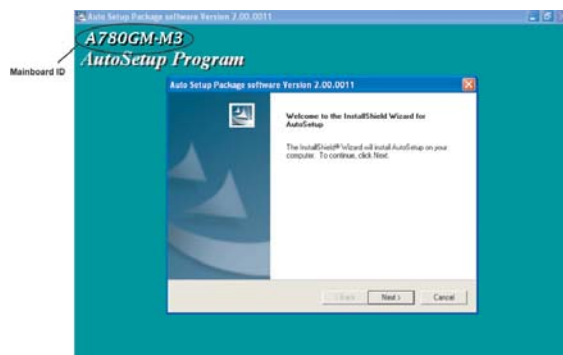 Auto Setup Package software Version 2.00.0011
A780GM-M3
AutoSetup Program
Mainboard ID
Auto Setup Package software Version 2.00.0011
Welcome to the InstallShield Wizard for
AutoSetup
The InstallShield® Wizard will install AutoSetup on your
computer. To continue, click Next.
< Back
Next >
Cancel